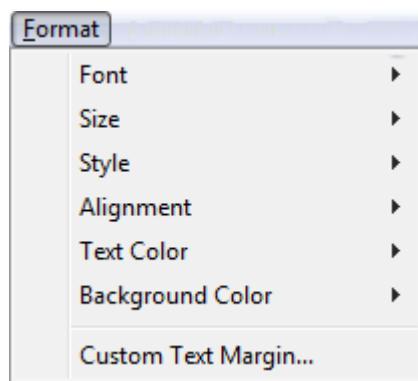 Format
Font
Size
Style
Alignment
Text Color
Background Color
Custom Text Margin...